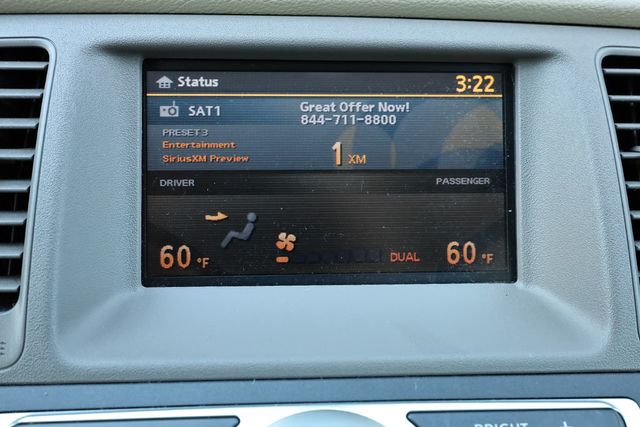 Status
3:22
SAT1
Great Offer Now!
844-711-8800
PRESET 3
Entertainment
SiriusXM Preview
1 XM
DRIVER
PASSENGER
60 °F
DUAL
60 °F
BRIGHT